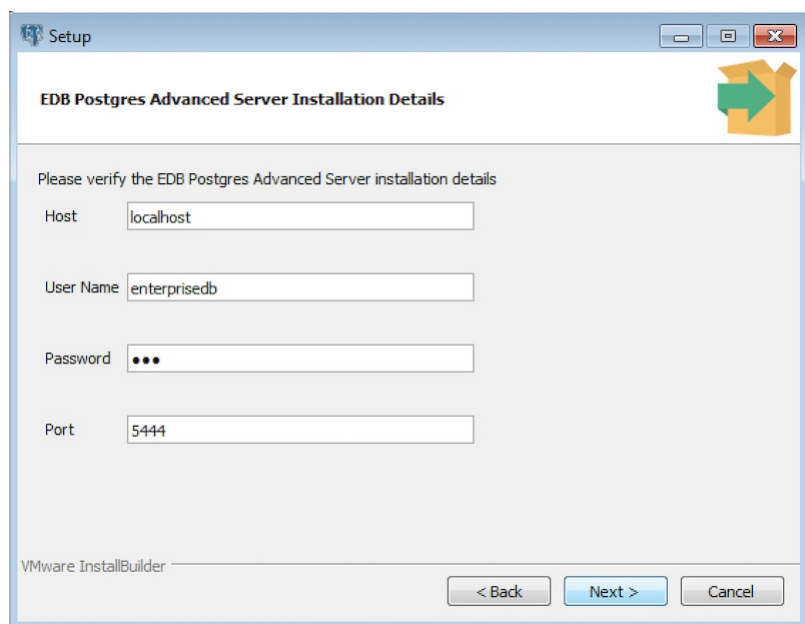 Setup
EDB Postgres Advanced Server Installation Details
Please verify the EDB Postgres Advanced Server installation details
Host localhost
User Name enterprisedb
Password •••
Port 5444
VMware InstallBuilder
< Back Next > Cancel